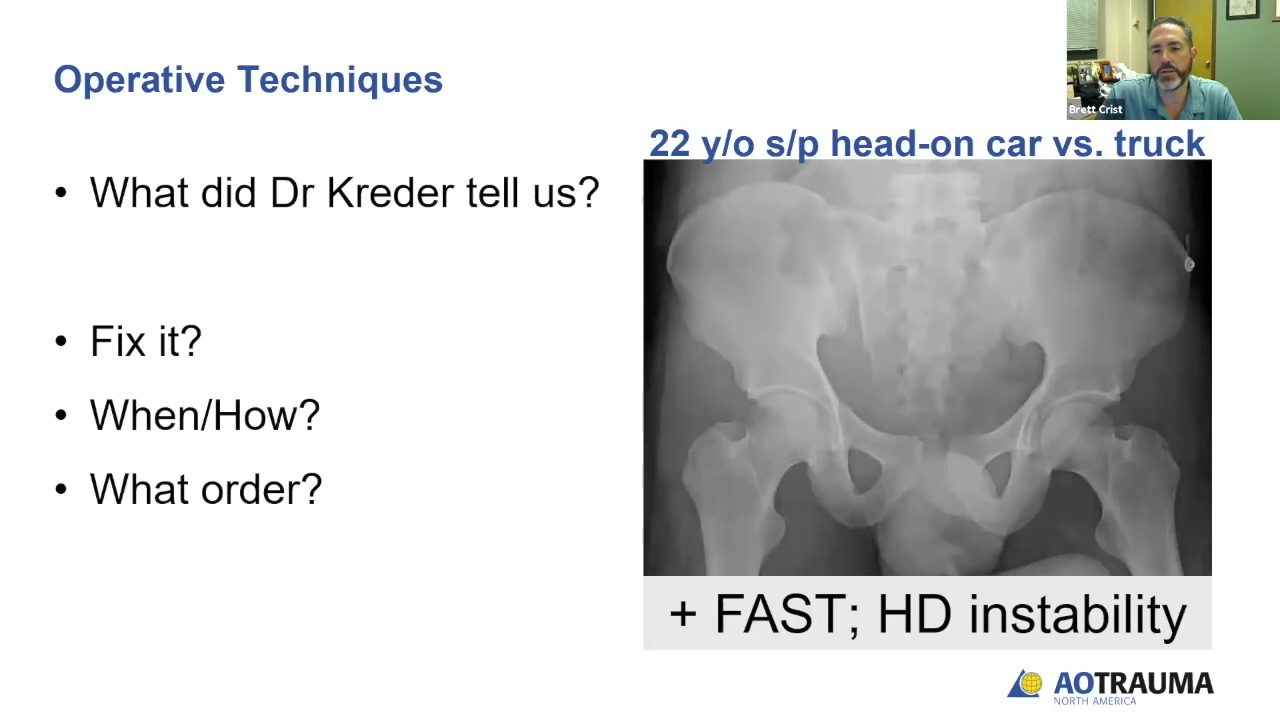 Operative Techniques
Brett Crist
22 y/o s/p head-on car vs. truck
• What did Dr Kreder tell us?
• Fix it?
• When/How?
• What order?
+ FAST; HD instability
AOTRAUMA
NORTH AMERICA